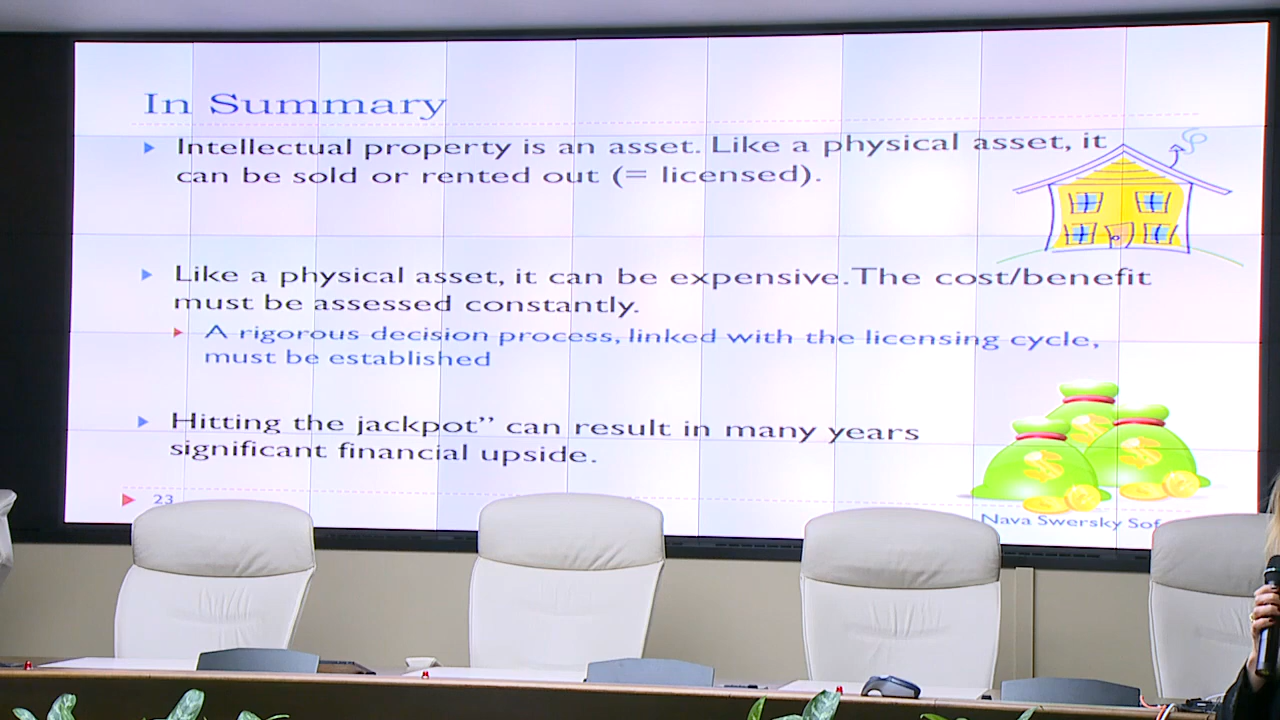 In Summary
Intellectual property is an asset. Like a physical asset, it
can be sold or rented out (= licensed).
Like a physical asset, it can be expensive. The cost/benefit
must be assessed constantly.
A rigorous decision process, linked with the licensing cycle,
must be established
Hitting the jackpot” can result in many years
significant financial upside.
23
Nava Swersky